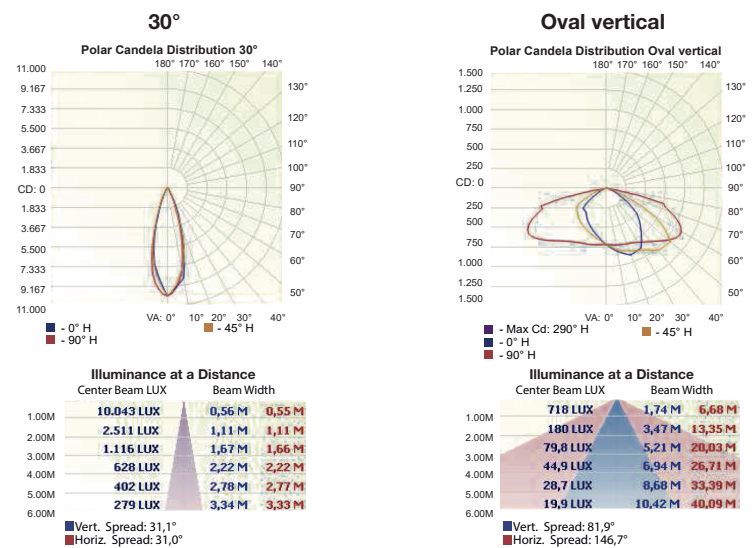 30°
Polar Candela Distribution 30°
180° 170° 160° 150° 140°
11.000
9.167
7.333
5.500
3.667
1.833
CD: 0
1.833
3.667
5.500
7.333
9.167
11.000
130°
120°
110°
100°
90°
80°
70°
60°
50°
VA: 0° 10° 20° 30° 40°
- 0° H
- 90° H
- 45° H
Illuminance at a Distance
Center Beam LUX Beam Width
1.00M 10.043 LUX 0,56 M 0,55 M
2.00M 2.511 LUX 1,11 M 1,11 M
3.00M 1.116 LUX 1,67 M 1,66 M
4.00M 628 LUX 2,22 M 2,22 M
5.00M 402 LUX 2,78 M 2,77 M
6.00M 279 LUX 3,34 M 3,33 M
Vert. Spread: 31,1°
Horiz. Spread: 31,0°
Oval vertical
Polar Candela Distribution Oval vertical
180° 170° 160° 150° 140°
1.500
1.250
1.000
750
500
250
CD: 0
250
500
750
1.000
1.250
1.500
130°
120°
110°
100°
90°
80°
70°
60°
50°
VA: 0° 10° 20° 30° 40°
- Max Cd: 290° H
- 0° H
- 90° H
- 45° H
Illuminance at a Distance
Center Beam LUX Beam Width
1.00M 718 LUX 1,74 M 6,68 M
2.00M 180 LUX 3,47 M 13,35 M
3.00M 79,8 LUX 5,21 M 20,03 M
4.00M 44,9 LUX 6,94 M 26,71 M
5.00M 28,7 LUX 8,68 M 33,39 M
6.00M 19,9 LUX 10,42 M 40,09 M
Vert. Spread: 81,9°
Horiz. Spread: 146,7°